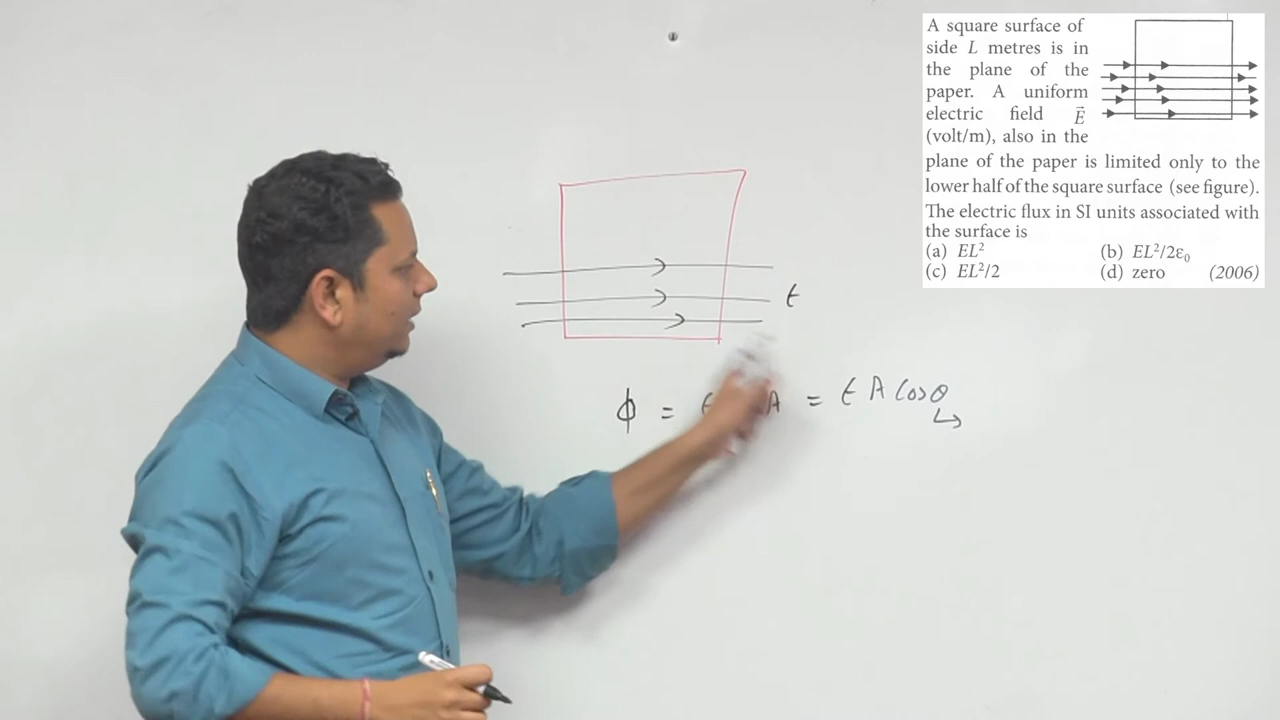 A square surface of
side L metres is in
the plane of the
paper. A uniform
electric field E⃗
(volt/m), also in the
plane of the paper is limited only to the
lower half of the square surface (see figure).
The electric flux in SI units associated with
the surface is
(a) EL² (b) EL²/2ε₀
(c) EL²/2 (d) zero (2006)
E
ϕ = A = E A Cosθ